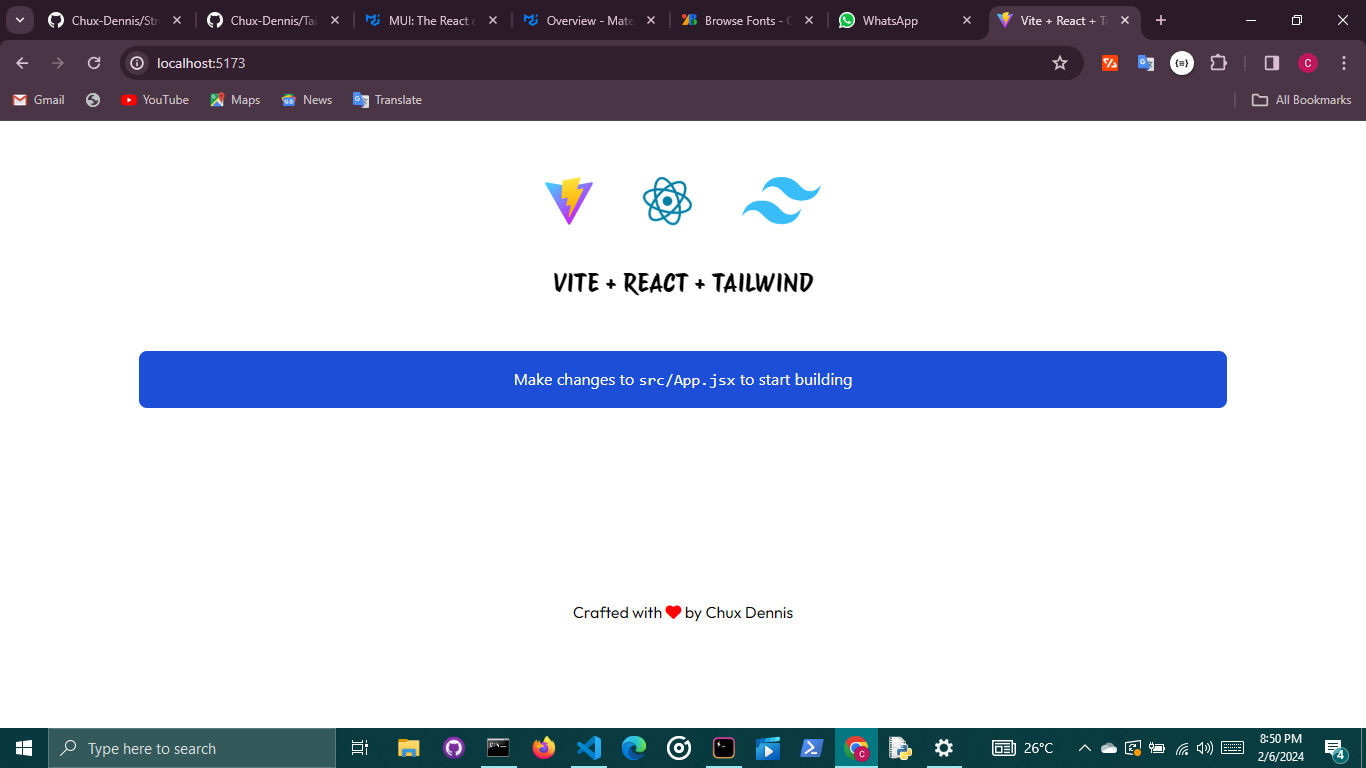 Chux-Dennis/Str
Chux-Dennis/Tai
MUI: The React c
Overview - Mate
Browse Fonts - G
WhatsApp
Vite + React + Ta
localhost:5173
C
Gmail
YouTube
Maps
News
Translate
All Bookmarks
VITE + REACT + TAILWIND
Make changes to src/App.jsx to start building
Crafted with ❤ by Chux Dennis
Type here to search
26°C
8:50 PM
2/6/2024
4